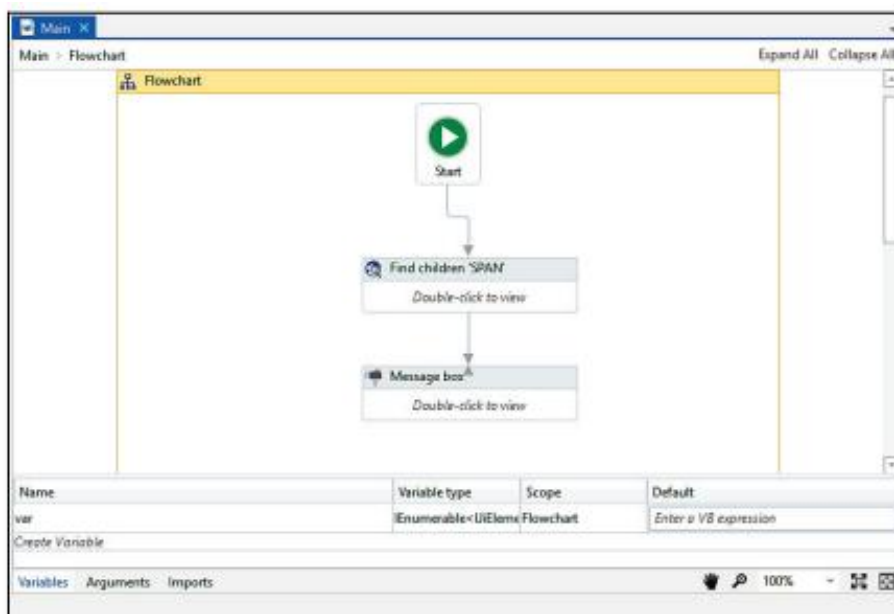 Main
Main > Flowchart Expand All Collapse All
Flowchart
Start
Find children 'SPAN'
Double-click to view
Message box
Double-click to view
Name Variable type Scope Default
var IEnumerable<UiEleme Flowchart Enter a VB expression
Create Variable
Variables Arguments Imports 100%